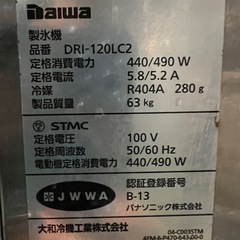 Daiwa
製氷機
品番 DRI-120LC2
定格消費電力 440/490 W
定格電流 5.8/5.2 A
冷媒 R404A 280 g
製品質量 63 kg
STMC
定格電圧 100 V
定格周波数 50/60 Hz
電動機定格消費電力 440/490 W
JWWA
認証登録番号
B-13
パナソニック株式会社
大和冷機工業株式会社
04-C0035TM